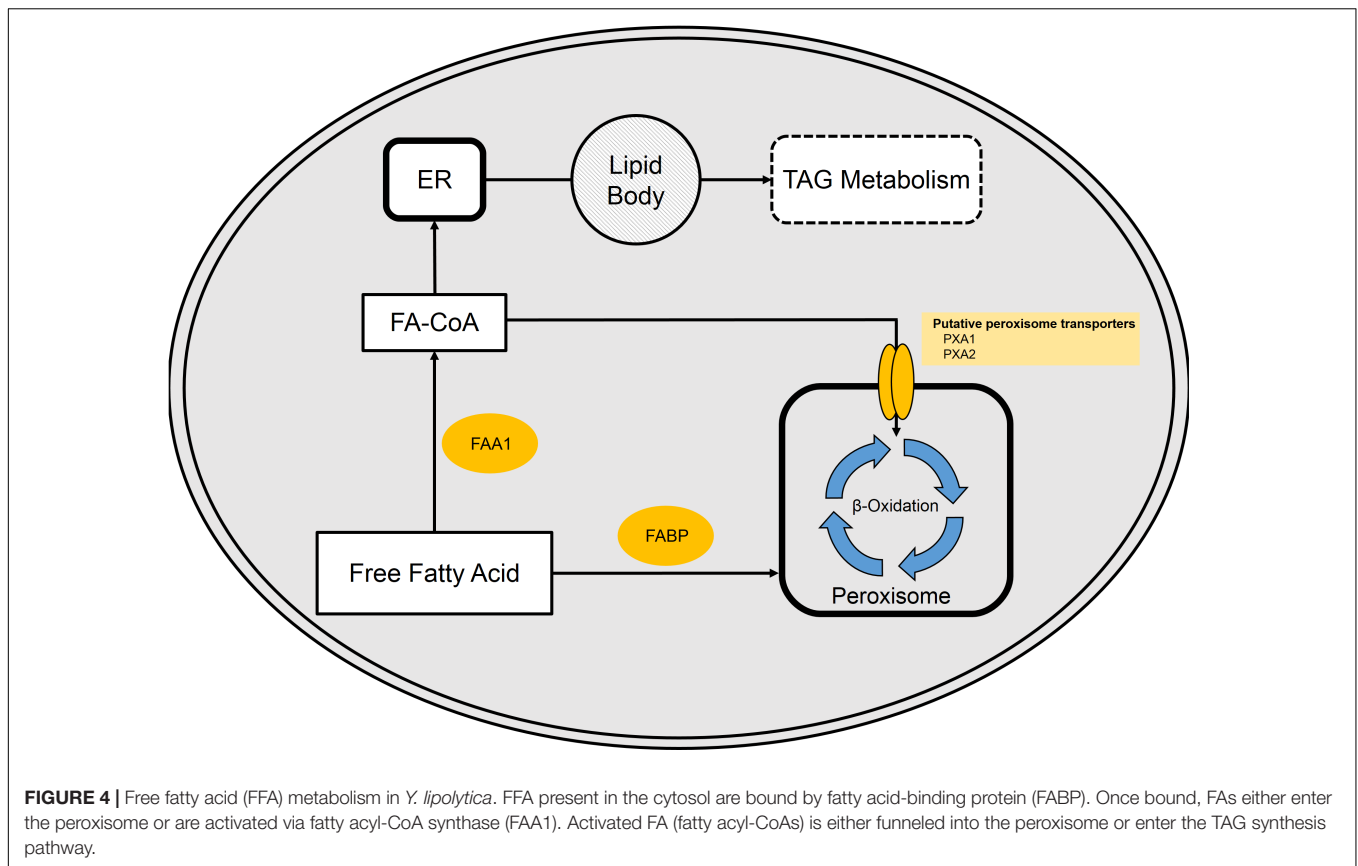 ER
Lipid
Body
TAG Metabolism
FA-CoA
Putative peroxisome transporters
PXA1
PXA2
FAA1
FABP
β-Oxidation
Free Fatty Acid
Peroxisome
FIGURE 4 | Free fatty acid (FFA) metabolism in Y. lipolytica. FFA present in the cytosol are bound by fatty acid-binding protein (FABP). Once bound, FAs either enter
the peroxisome or are activated via fatty acyl-CoA synthase (FAA1). Activated FA (fatty acyl-CoAs) is either funneled into the peroxisome or enter the TAG synthesis
pathway.